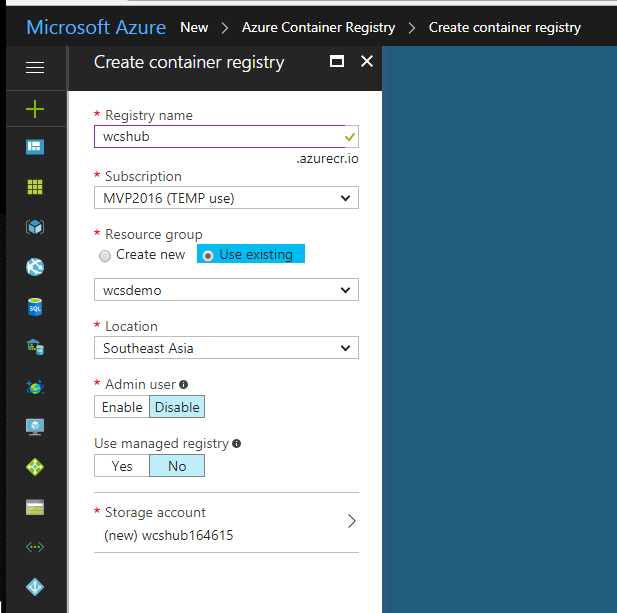 Microsoft Azure New > Azure Container Registry > Create container registry
Create container registry
* Registry name
wcshub
.azurecr.io
* Subscription
MVP2016 (TEMP use)
* Resource group
Create new Use existing
wcsdemo
* Location
Southeast Asia
* Admin user
Enable Disable
Use managed registry
Yes No
* Storage account
(new) wcshub164615
SQL